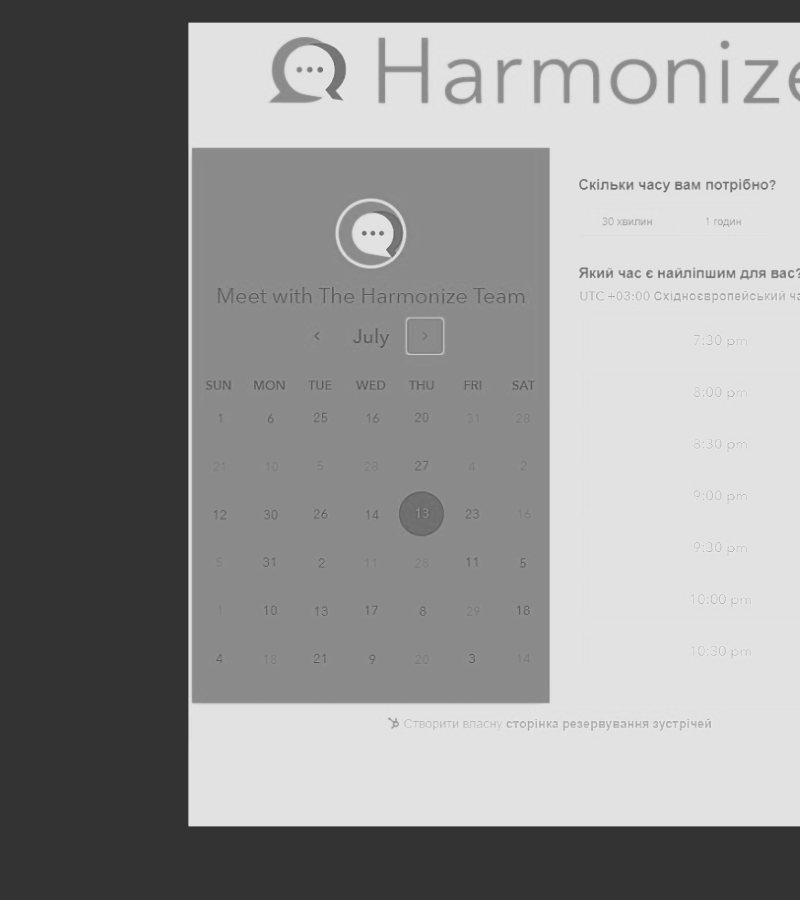 Harmonize
Meet with The Harmonize Team
July
SUN MON TUE WED THU FRI SAT
1 6 25 16 20 31 28
21 10 5 28 27 4 2
12 30 26 14 13 23 16
5 31 2 11 28 11 5
1 10 13 17 8 29 18
4 18 21 9 20 3 14
Скільки часу вам потрібно?
30 хвилин 1 годин
Який час є найліпшим для вас?
UTC +03:00 Східноєвропейський
7:30 pm
8:00 pm
8:30 pm
9:00 pm
9:30 pm
10:00 pm
10:30 pm
Створити власну сторінка резервування зустрічей